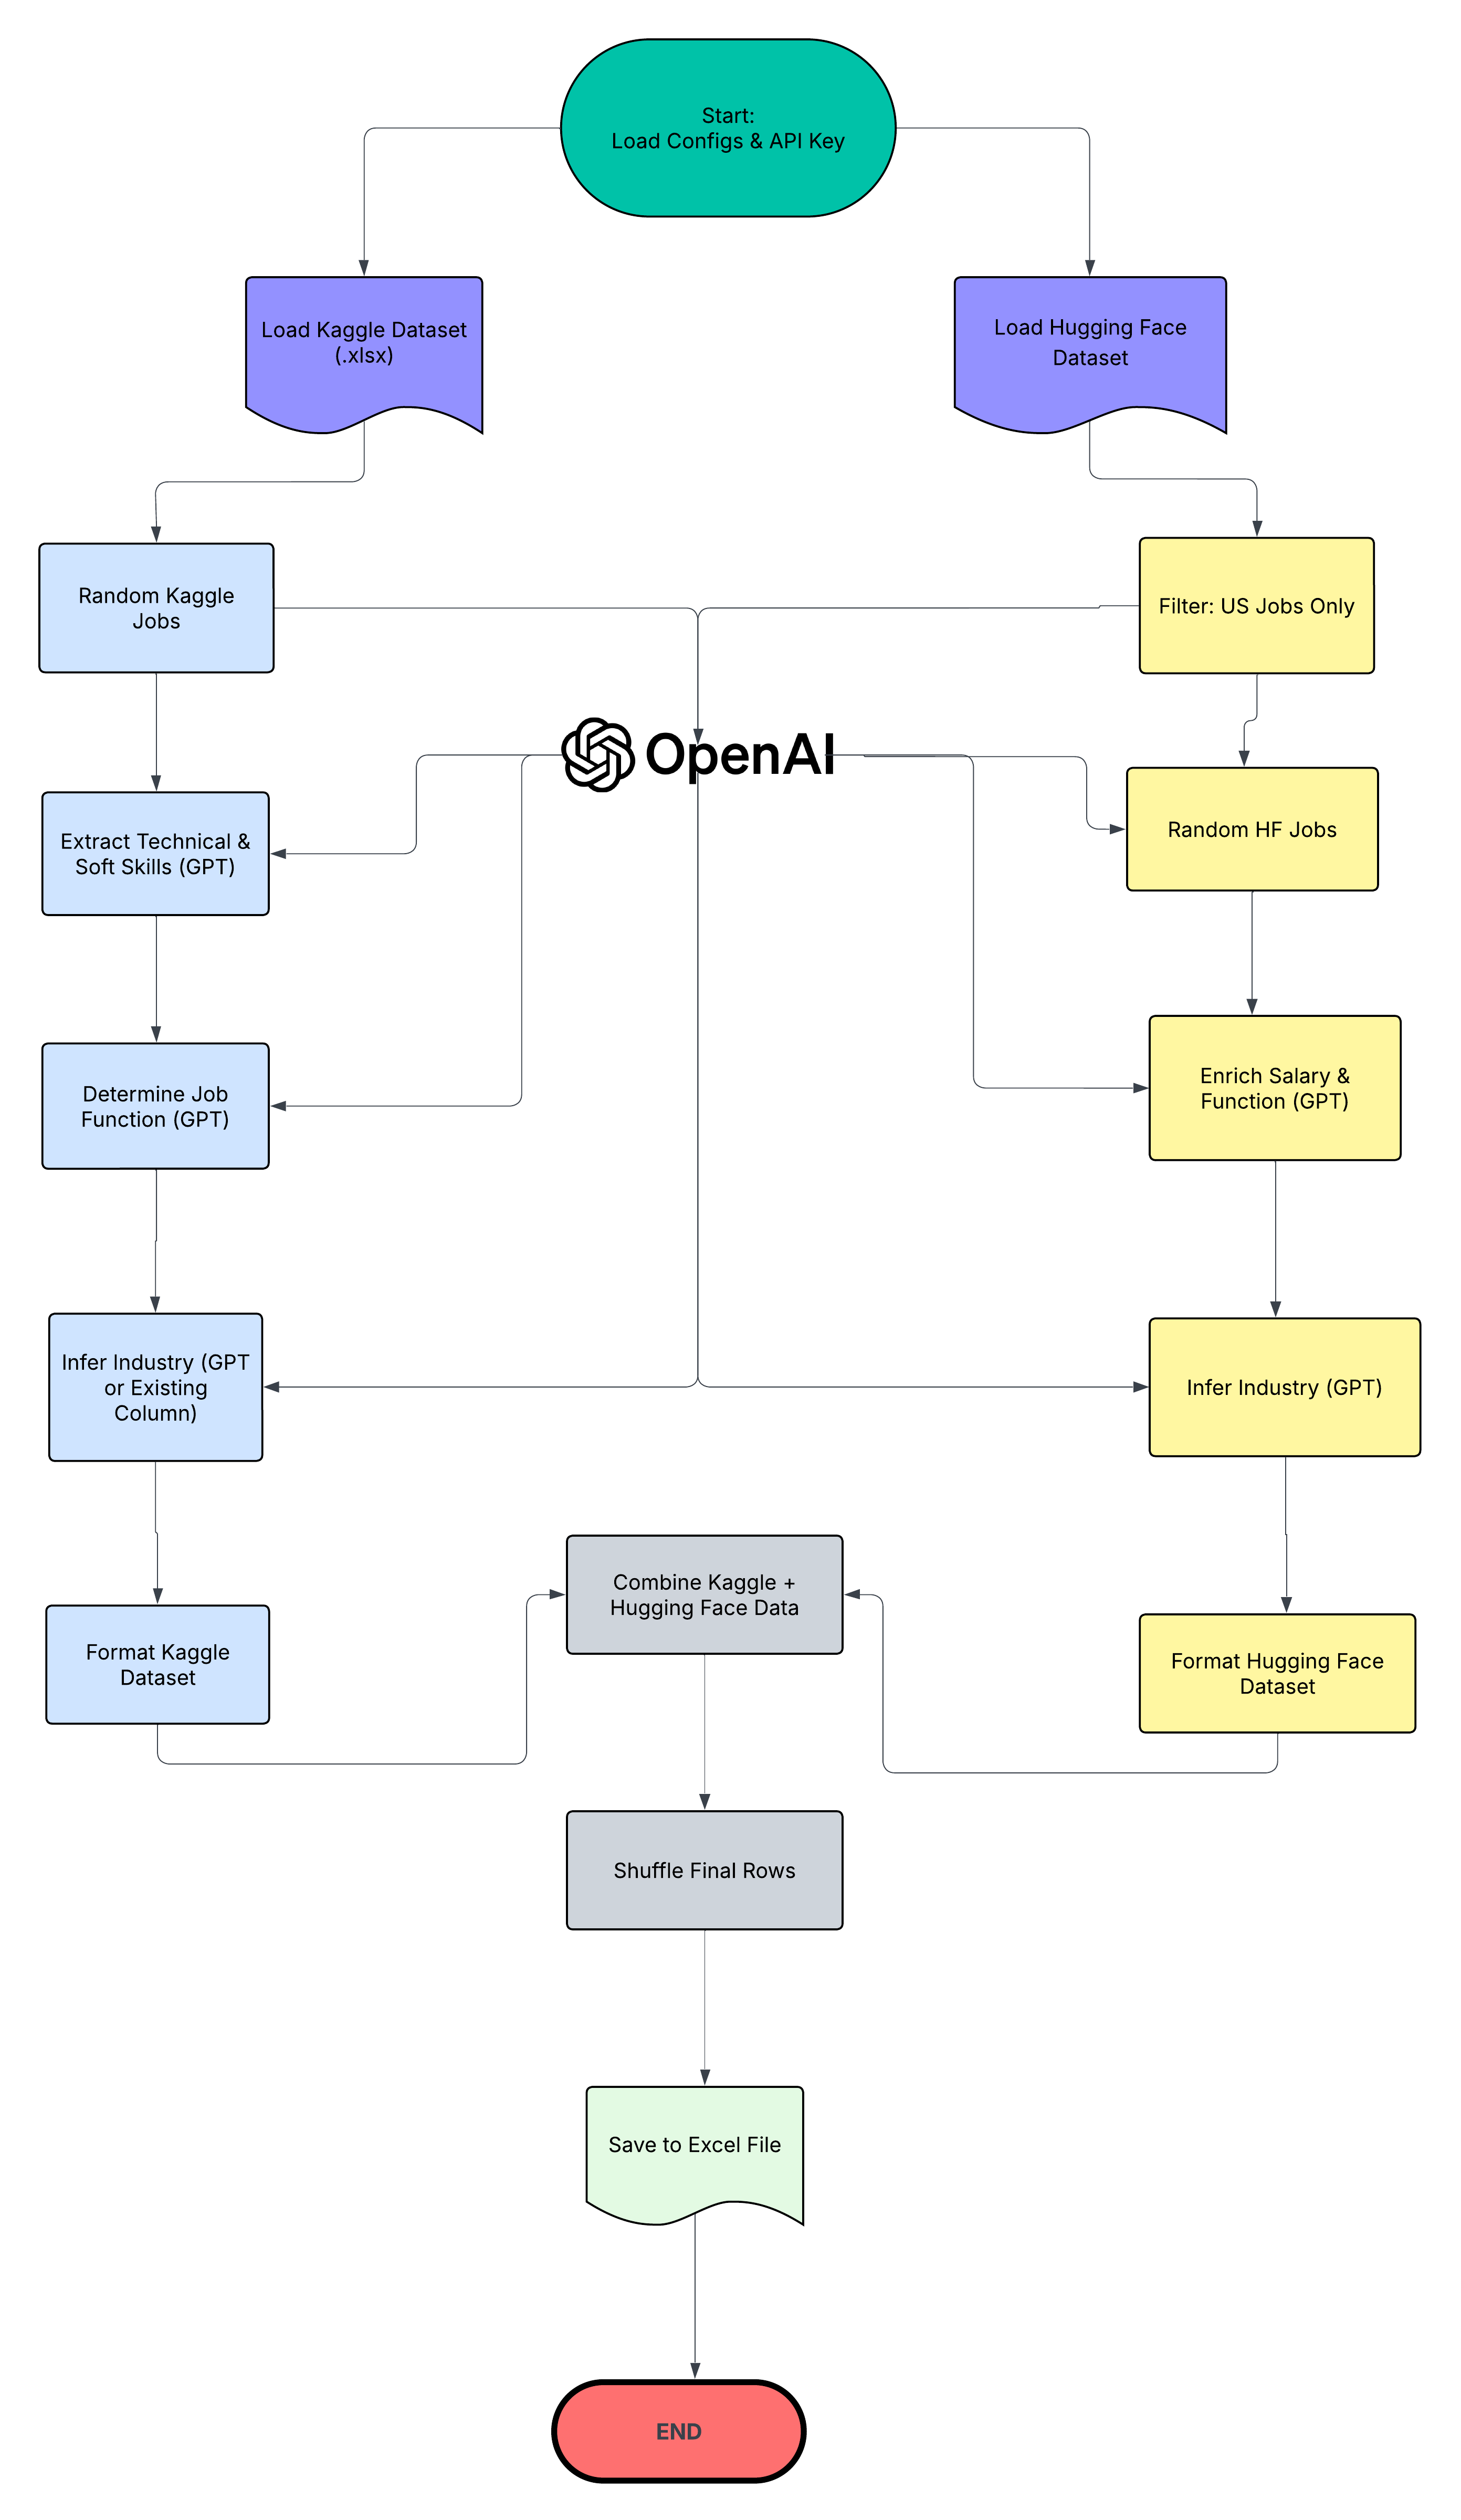 Start:
Load Configs & API Key
Load Kaggle Dataset
(.xlsx)
Load Hugging Face
Dataset
Random Kaggle
Jobs
Filter: US Jobs Only
OpenAI
Extract Technical &
Soft Skills (GPT)
Random HF Jobs
Determine Job
Function (GPT)
Enrich Salary &
Function (GPT)
Infer Industry (GPT
or Existing
Column)
Infer Industry (GPT)
Format Kaggle
Dataset
Combine Kaggle +
Hugging Face Data
Format Hugging Face
Dataset
Shuffle Final Rows
Save to Excel File
END